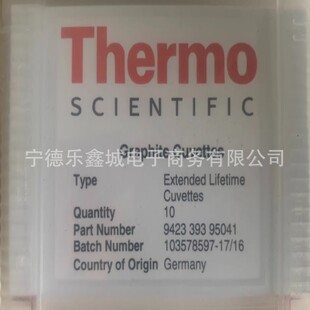 Thermo
SCIENTIFIC
Graphite Cuvettes
宁德乐鑫城电子商务有限公司
Type Extended Lifetime
Cuvettes
Quantity 10
Part Number 9423 393 95041
Batch Number 103578597-17/16
Country of Origin Germany